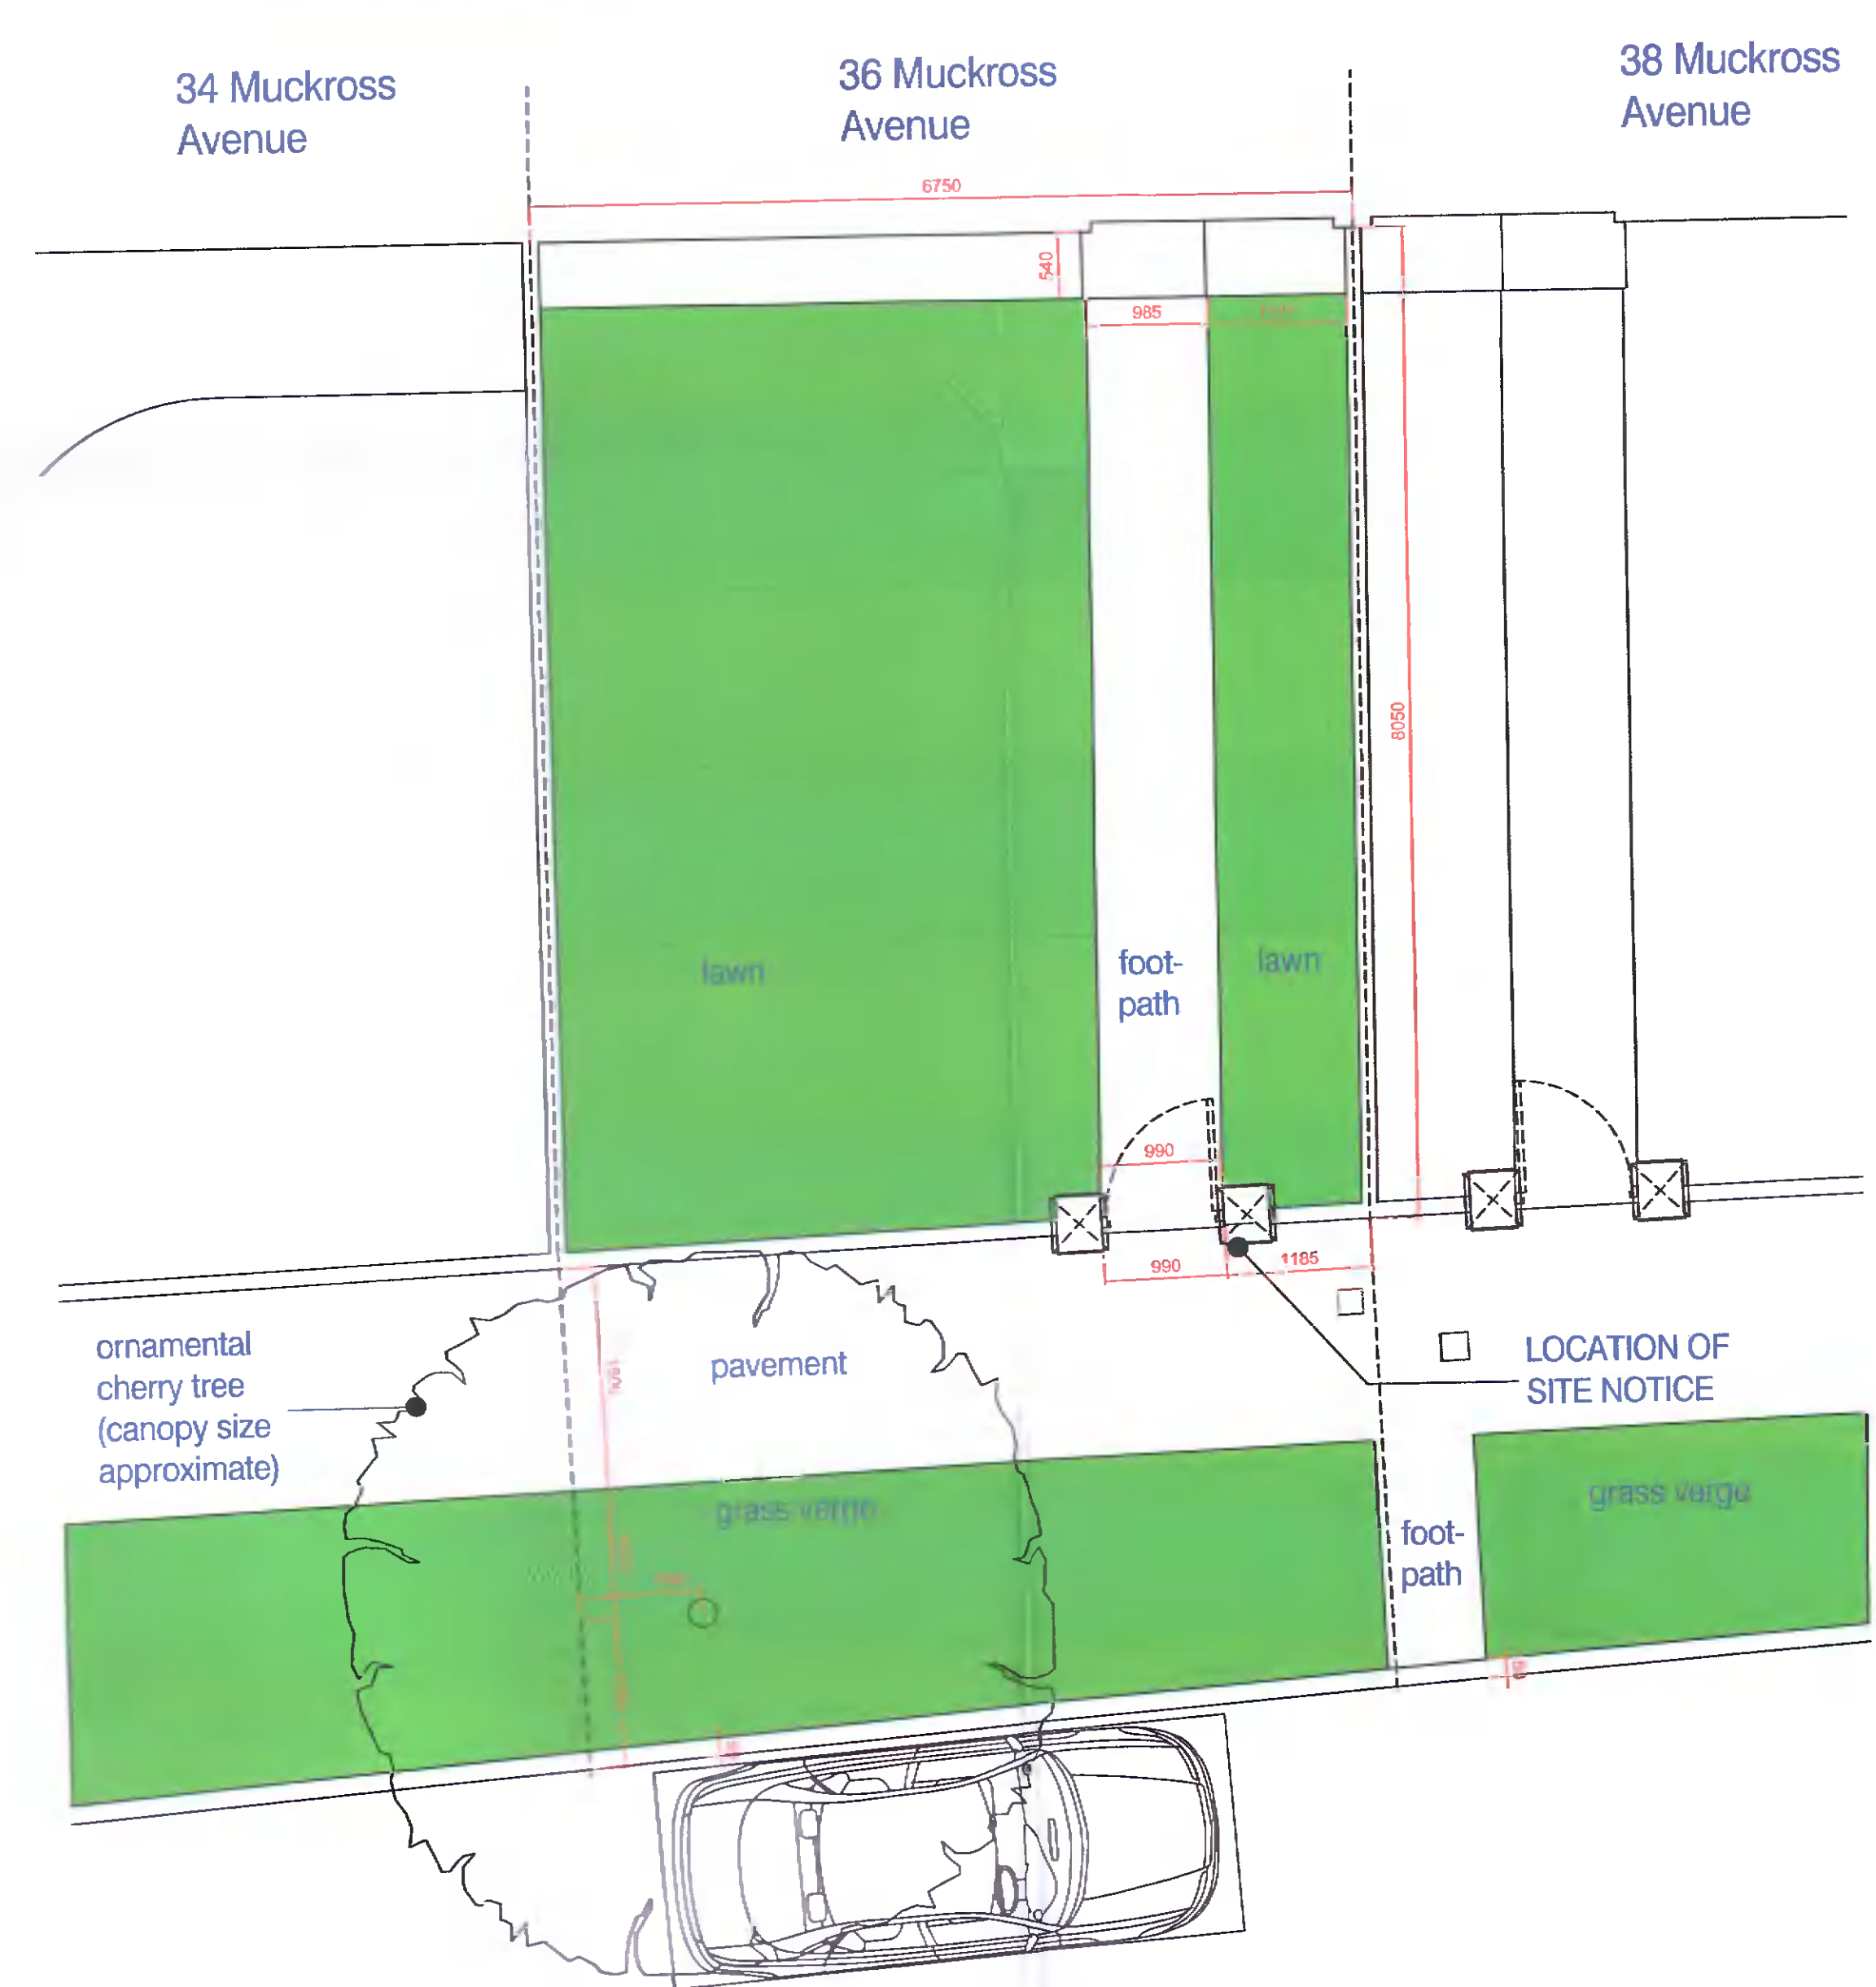 34 Muckross
Avenue
36 Muckross
Avenue
38 Muckross
Avenue
6750
540
985
8050
lawn
foot-
path
lawn
990
990
1185
ornamental
cherry tree
(canopy size
approximate)
pavement
LOCATION OF
SITE NOTICE
grass verge
grass verge
foot-
path